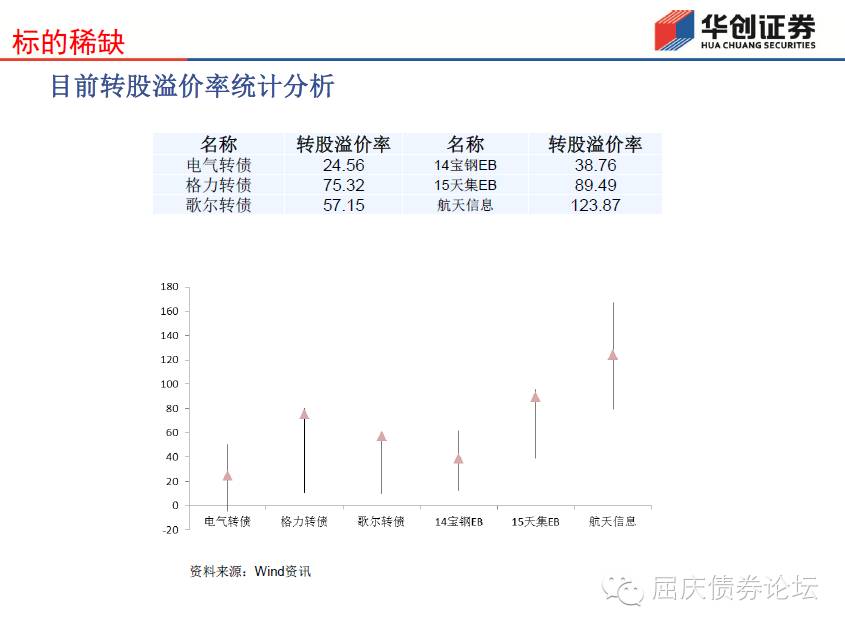 标的稀缺
华创证券
HUA CHUANG SECURITIES
目前转股溢价率统计分析
名称 转股溢价率 名称 转股溢价率
电气转债 24.56 14宝钢EB 38.76
格力转债 75.32 15天集EB 89.49
歌尔转债 57.15 航天信息 123.87
180
160
140
120
100
80
60
40
20
0
-20
电气转债 格力转债 歌尔转债 14宝钢EB 15天集EB 航天信息
资料来源：Wind资讯
屈庆债券论坛